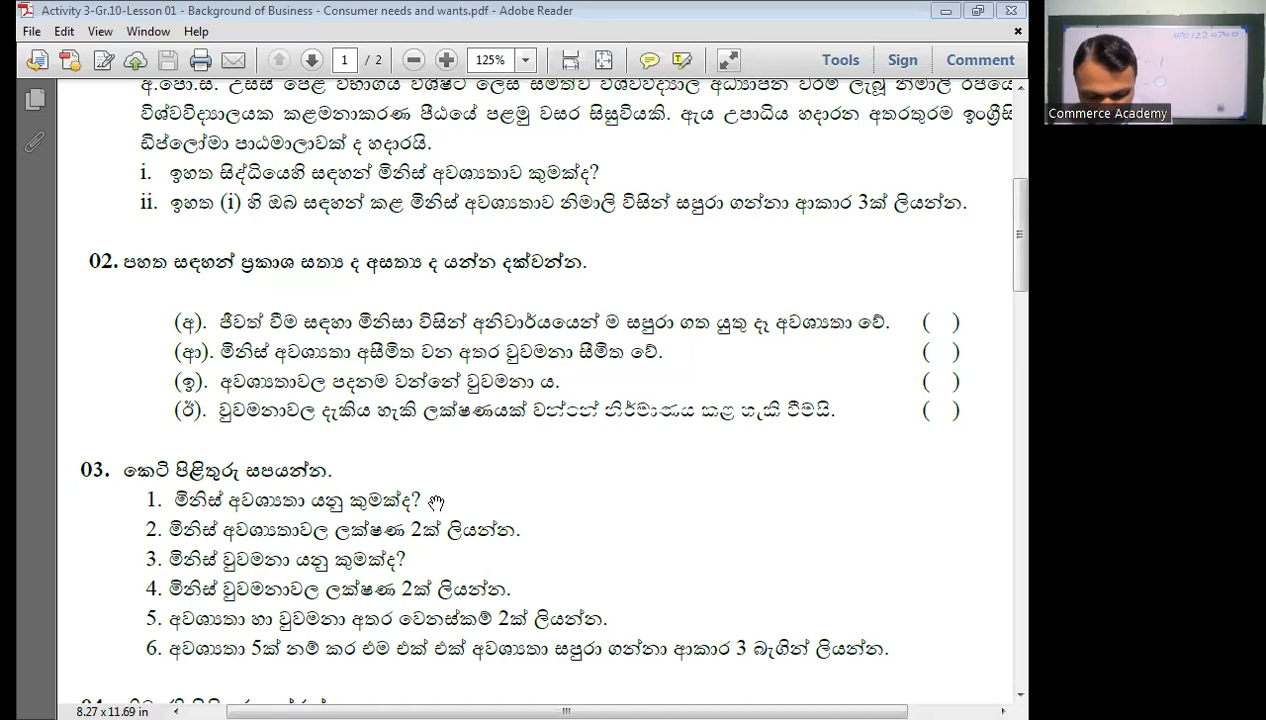 Activity 3-Gr.10-Lesson 01 - Background of Business - Consumer needs and wants.pdf - Adobe Reader
File Edit View Window Help
1 / 2 125% Tools Sign Comment
අ.පො.ස. උසස් පෙළ විභාගය විශිෂ්ට ලෙස සමත්ව විශ්වවිද්‍යාල අධ්‍යාපන වරම් ලැබූ නිමාලි රජයේ
විශ්වවිද්‍යාලයක කළමනාකරණ පීඨයේ පළමු වසර සිසුවියකි. ඇය උපාධිය හදාරන අතරතුරම ඉංග්‍රීසි
ඩිප්ලෝමා පාඨමාලාවක් ද හදාරයි.
i. ඉහත සිද්ධියෙහි සඳහන් මිනිස් අවශ්‍යතාව කුමක්ද?
ii. ඉහත (i) හි ඔබ සඳහන් කළ මිනිස් අවශ්‍යතාව නිමාලි විසින් සපුරා ගන්නා ආකාර 3ක් ලියන්න.
02. පහත සඳහන් ප්‍රකාශ සත්‍ය ද අසත්‍ය ද යන්න දක්වන්න.
(අ). ජීවත් වීම සඳහා මිනිසා විසින් අනිවාර්යයෙන් ම සපුරා ගත යුතු දෑ අවශ්‍යතා වේ. ( )
(ආ). මිනිස් අවශ්‍යතා අසීමිත වන අතර වුවමනා සීමිත වේ. ( )
(ඉ). අවශ්‍යතාවල පදනම වන්නේ වුවමනා ය. ( )
(ඊ). වුවමනාවල දැකිය හැකි ලක්ෂණයක් වන්නේ නිර්මාණය කළ හැකි වීමයි. ( )
03. කෙටි පිළිතුරු සපයන්න.
1. මිනිස් අවශ්‍යතා යනු කුමක්ද?
2. මිනිස් අවශ්‍යතාවල ලක්ෂණ 2ක් ලියන්න.
3. මිනිස් වුවමනා යනු කුමක්ද?
4. මිනිස් වුවමනාවල ලක්ෂණ 2ක් ලියන්න.
5. අවශ්‍යතා හා වුවමනා අතර වෙනස්කම් 2ක් ලියන්න.
6. අවශ්‍යතා 5ක් නම් කර එම එක් එක් අවශ්‍යතා සපුරා ගන්නා ආකාර 3 බැගින් ලියන්න.
8.27 x 11.69 in
Commerce Academy